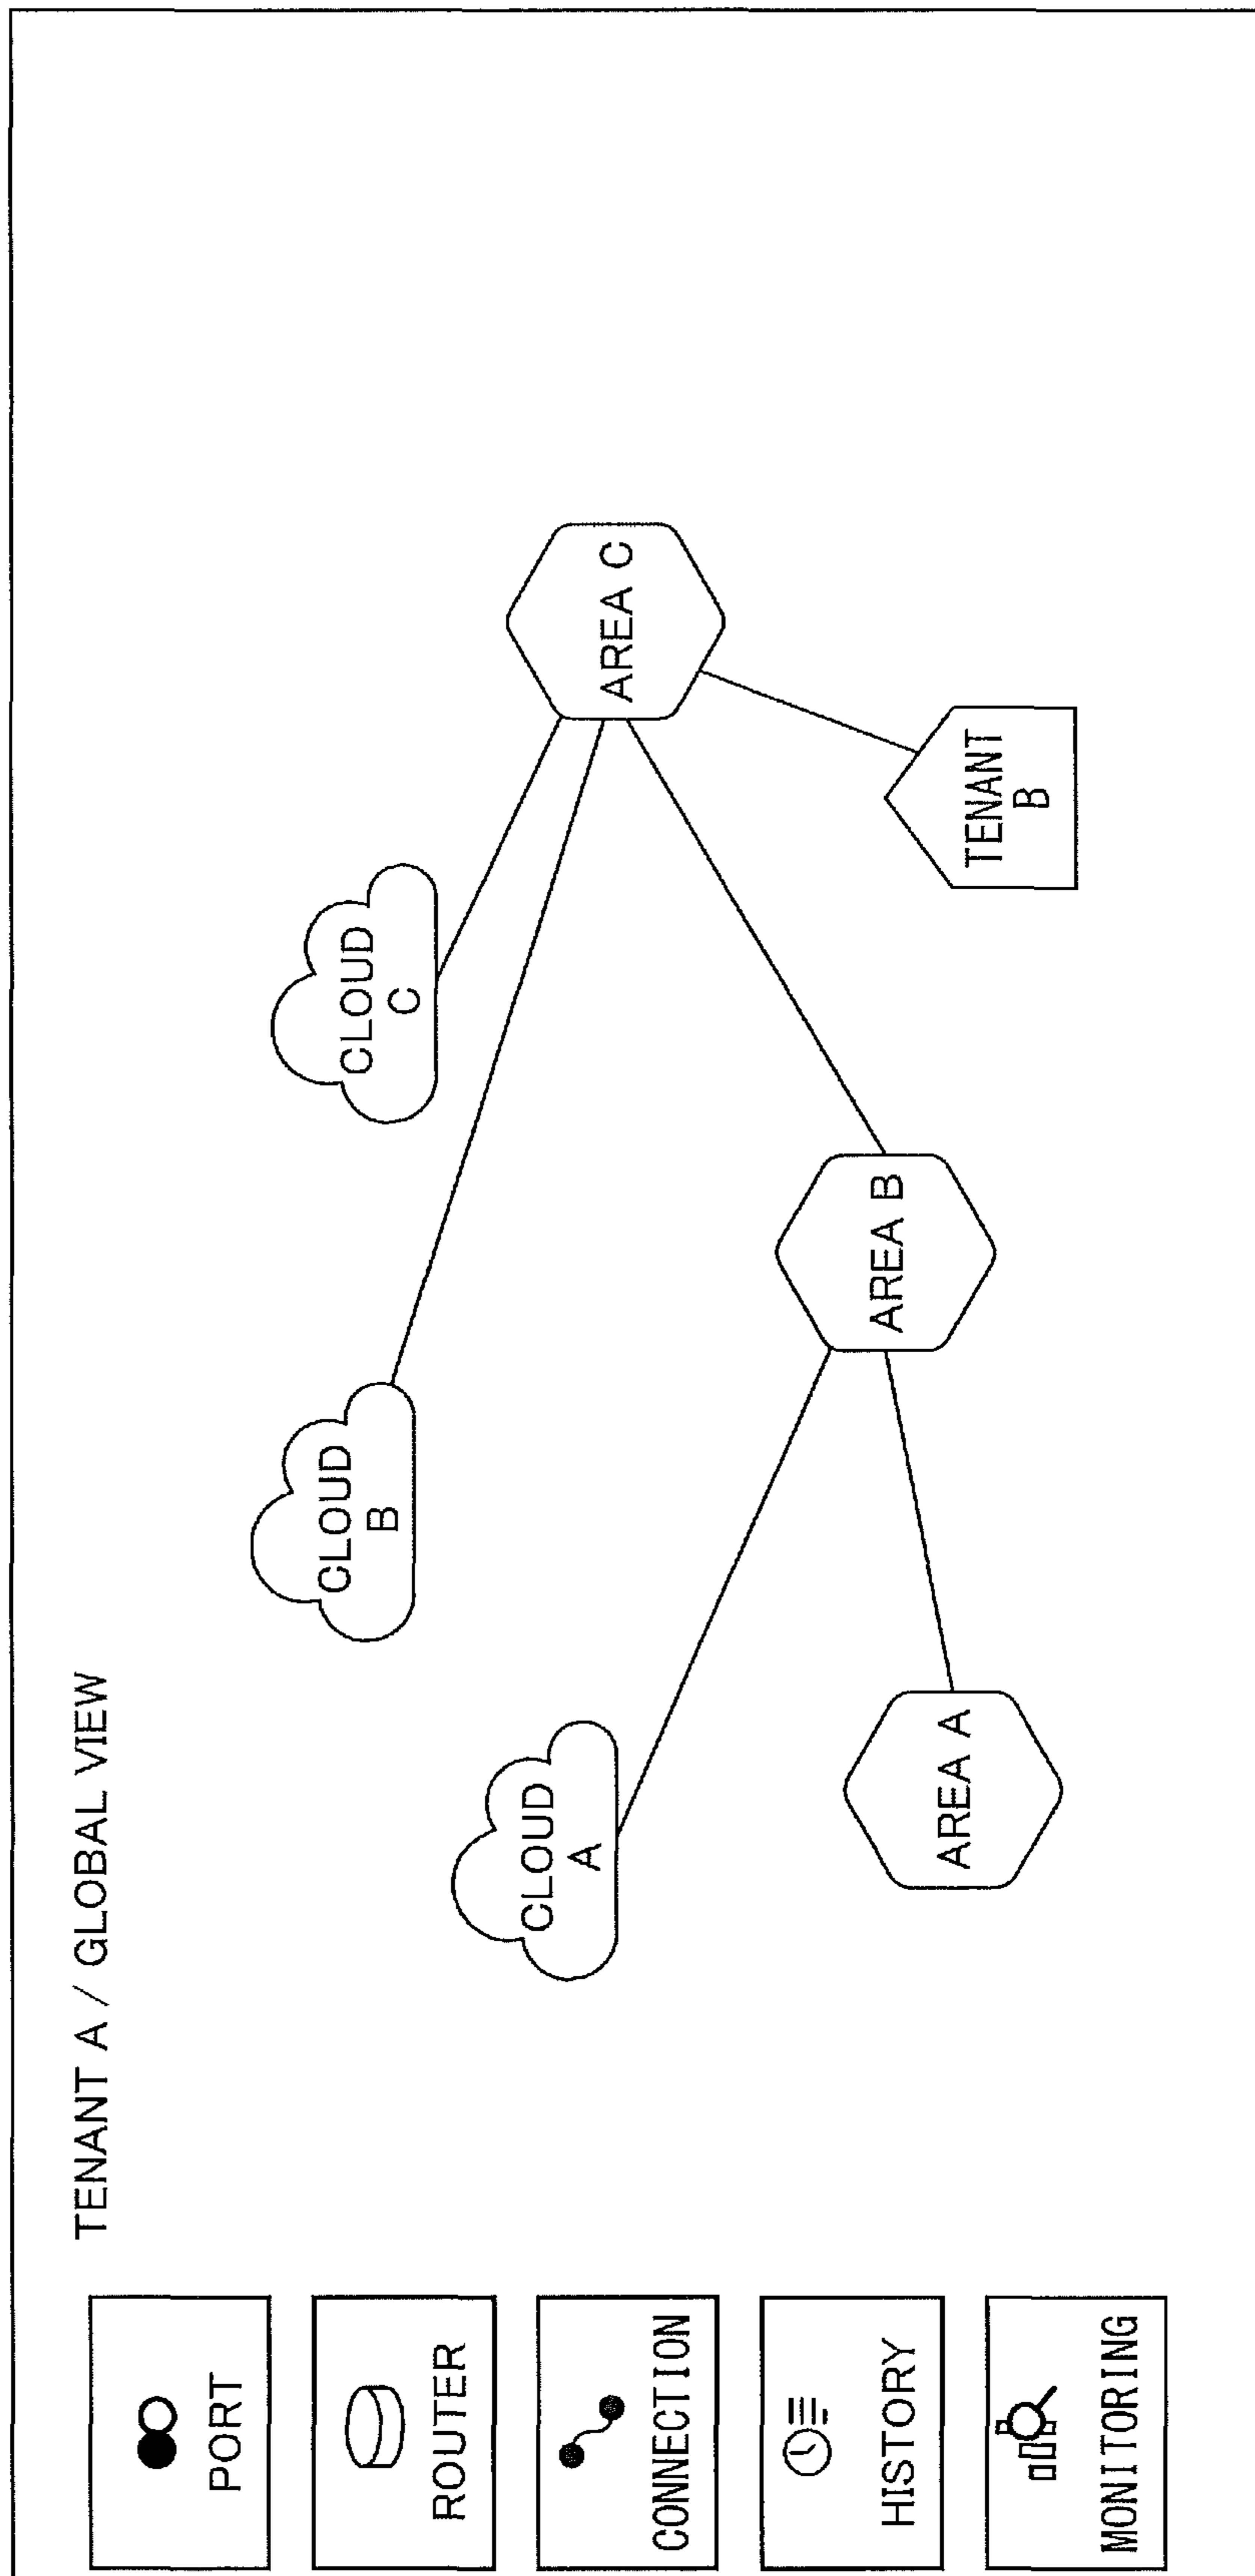 TENANT A / GLOBAL VIEW
PORT
ROUTER
CONNECTION
HISTORY
MONITORING
CLOUD
B
CLOUD
C
CLOUD
A
AREA C
AREA B
AREA A
TENANT
B